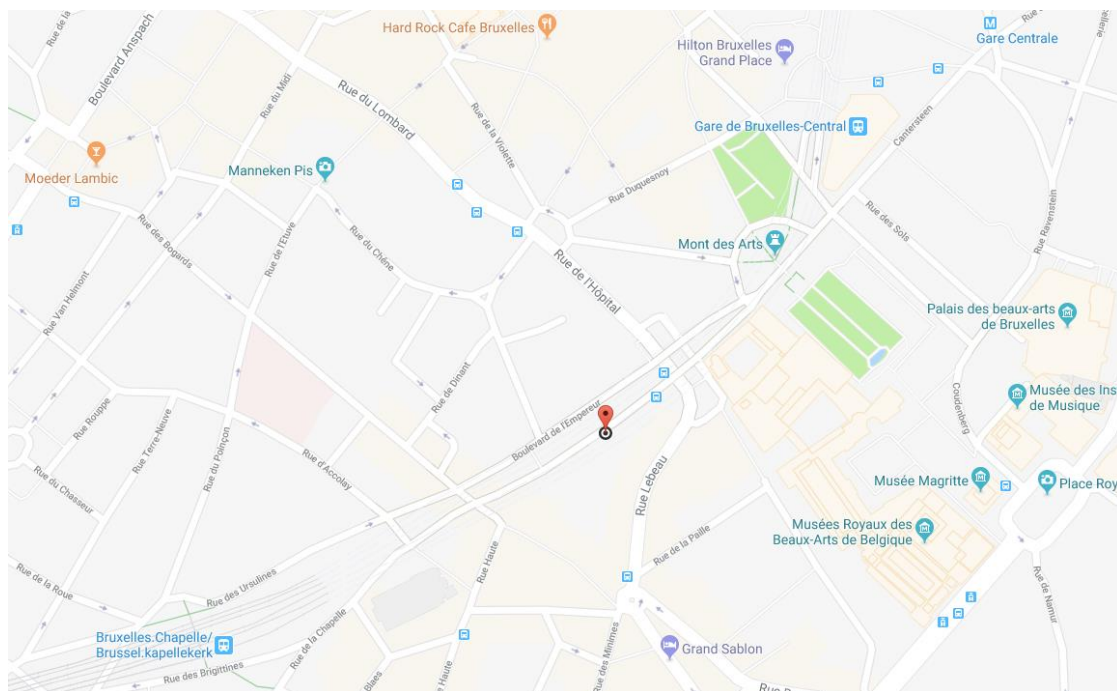 Hard Rock Cafe Bruxelles
Hilton Bruxelles
Grand Place
M
Gare Centrale
Boulevard Anspach
Rue du Midi
Rue du Lombard
Rue de la Violette
Gare de Bruxelles-Central
Cantersteen
Moeder Lambic
Manneken Pis
Rue Duquesnoy
Rue des Bogards
Rue de l'Etuve
Rue du Chêne
Rue de l'Hôpital
Mont des Arts
Rue des Sols
Rue Ravenstein
Rue Van Helmont
Palais des beaux-arts
de Bruxelles
Rue de Dinant
Boulevard de l'Empereur
Coudenberg
Musée des Ins
de Musique
Rue Rouppe
Rue Terre-Neuve
Rue du Poinçon
Rue d'Accolay
Rue Lebeau
Rue du Chasseur
Musée Magritte
Place Roy
Musées Royaux des
Beaux-Arts de Belgique
Rue de la Paille
Rue Haute
Rue de la Roue
Rue des Ursulines
Rue de Namur
Bruxelles.Chapelle/
Brussel.kapellekerk
Rue de la Chapelle
Rue des Minimes
Grand Sablon
Rue des Brigittines
Blaes
Rue Haute